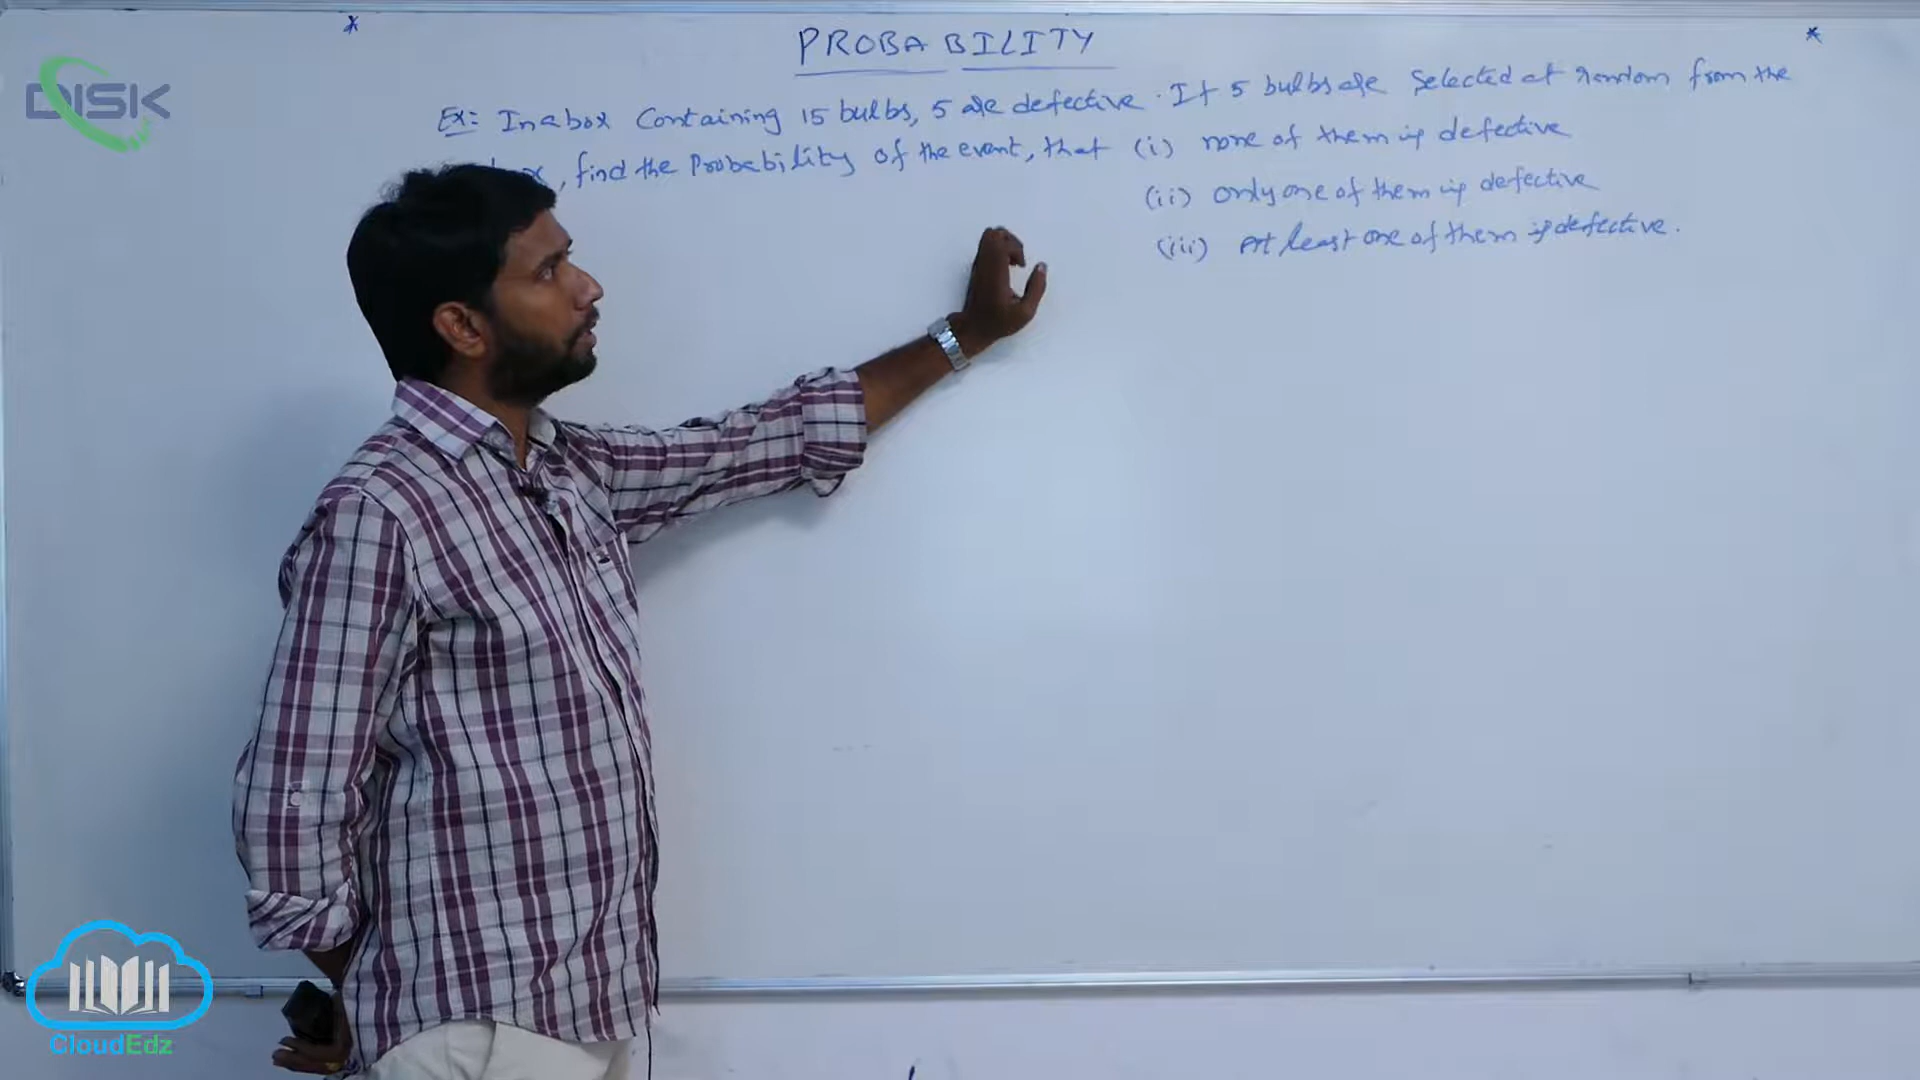 DISK
PROBABILITY
Ex:- In a box Containing 15 bulbs, 5 are defective. If 5 bulbs are Selected at random from the
, find the Probability of the event, that (i) none of them is defective
(ii) only one of them is defective
(iii) At least one of them is defective.
CloudEdz